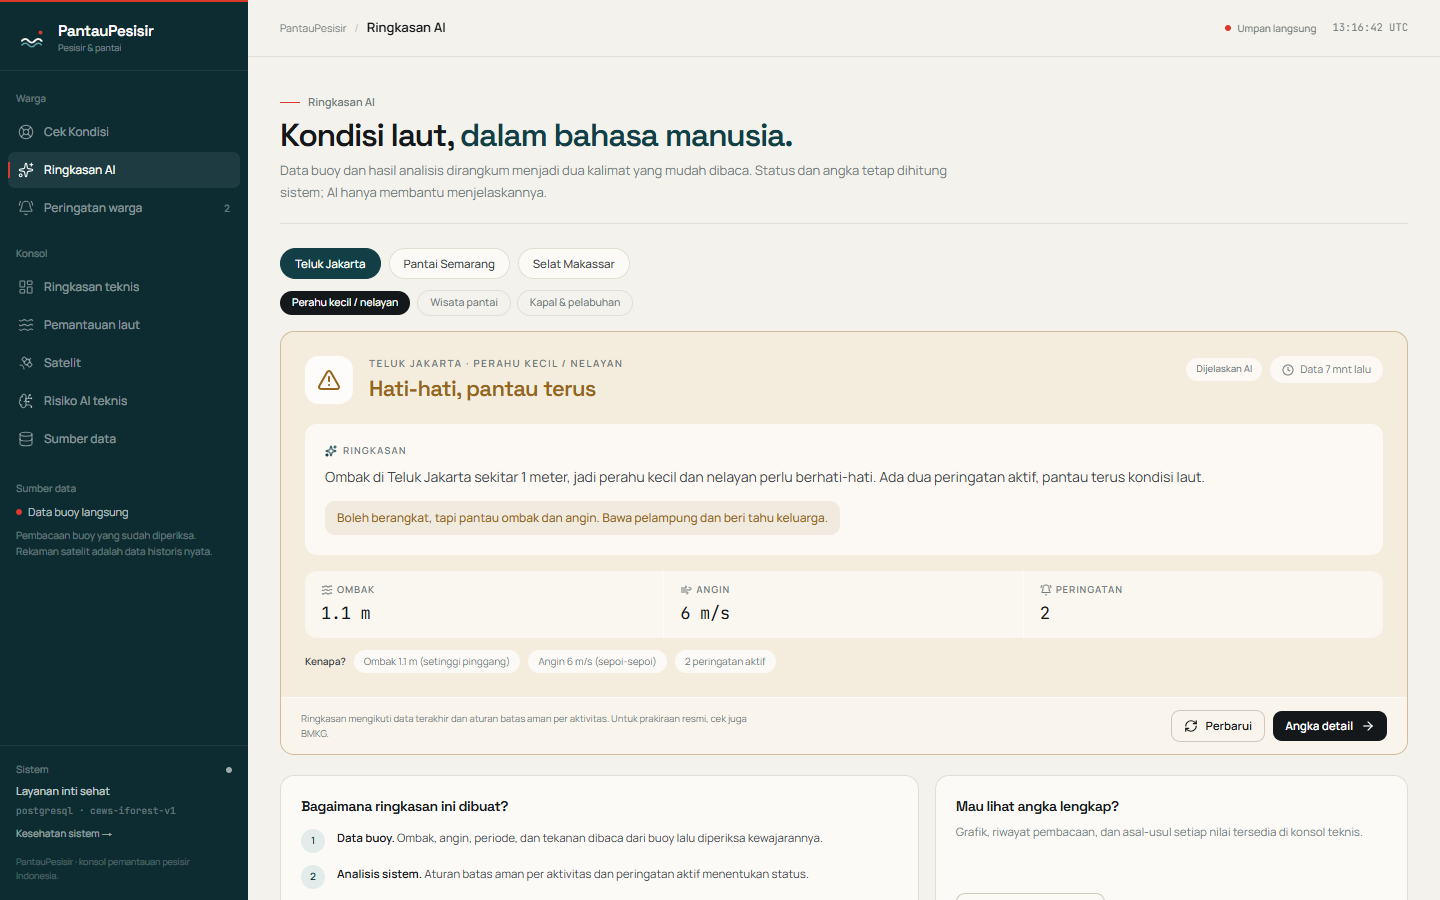 PantauPesisir
Pesisir & pantai
Warga
Cek Kondisi
Ringkasan AI
Peringatan warga 2
Konsol
Ringkasan teknis
Pemantauan laut
Satelit
Risiko AI teknis
Sumber data
Sumber data
Data buoy langsung
Pembacaan buoy yang sudah diperiksa.
Rekaman satelit adalah data historis nyata.
Sistem
Layanan inti sehat
postgresql · cews-iforest-v1
Kesehatan sistem →
PantauPesisir · konsol pemantauan pesisir
Indonesia.
PantauPesisir / Ringkasan AI
Umpan langsung 13:16:42 UTC
Ringkasan AI
Kondisi laut, dalam bahasa manusia.
Data buoy dan hasil analisis dirangkum menjadi dua kalimat yang mudah dibaca. Status dan angka tetap dihitung
sistem; AI hanya membantu menjelaskannya.
Teluk Jakarta Pantai Semarang Selat Makassar
Perahu kecil / nelayan Wisata pantai Kapal & pelabuhan
TELUK JAKARTA · PERAHU KECIL / NELAYAN
Hati-hati, pantau terus
Dijelaskan AI Data 7 mnt lalu
RINGKASAN
Ombak di Teluk Jakarta sekitar 1 meter, jadi perahu kecil dan nelayan perlu berhati-hati. Ada dua peringatan aktif, pantau terus kondisi laut.
Boleh berangkat, tapi pantau ombak dan angin. Bawa pelampung dan beri tahu keluarga.
OMBAK ANGIN PERINGATAN
1.1 m 6 m/s 2
Kenapa? Ombak 1.1 m (setinggi pinggang) Angin 6 m/s (sepoi-sepoi) 2 peringatan aktif
Ringkasan mengikuti data terakhir dan aturan batas aman per aktivitas. Untuk prakiraan resmi, cek juga
BMKG.
Perbarui Angka detail →
Bagaimana ringkasan ini dibuat?
1 Data buoy. Ombak, angin, periode, dan tekanan dibaca dari buoy lalu diperiksa kewajarannya.
2 Analisis sistem. Aturan batas aman per aktivitas dan peringatan aktif menentukan status.
Mau lihat angka lengkap?
Grafik, riwayat pembacaan, dan asal-usul setiap nilai tersedia di konsol teknis.